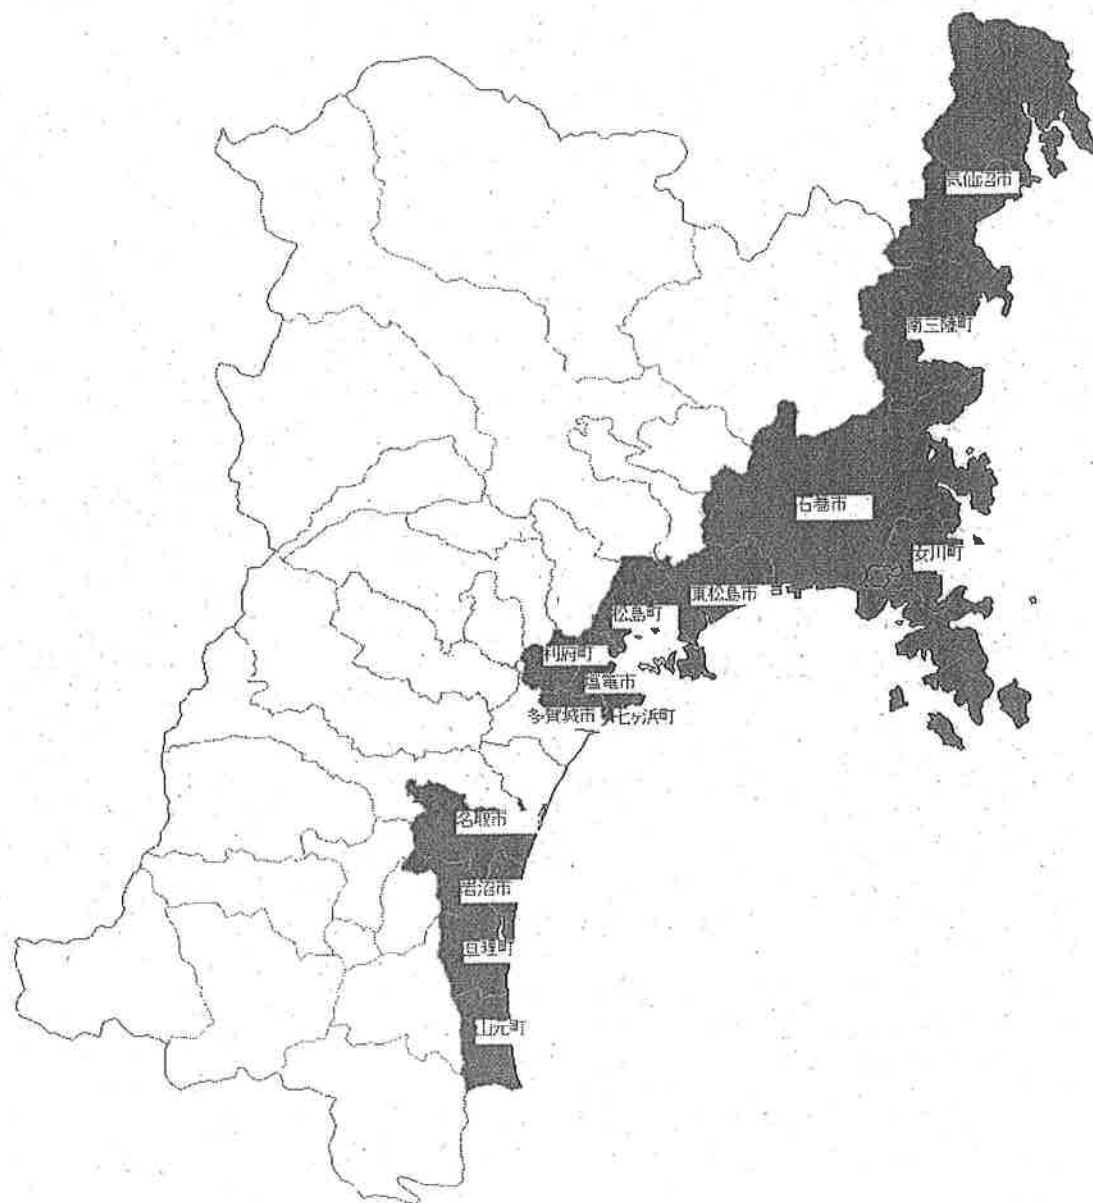 気仙沼市
南三陸町
石巻市
女川町
東松島市
松島町
利府町
塩竈市
多賀城市
七ヶ浜町
名取市
岩沼市
亘理町
山元町